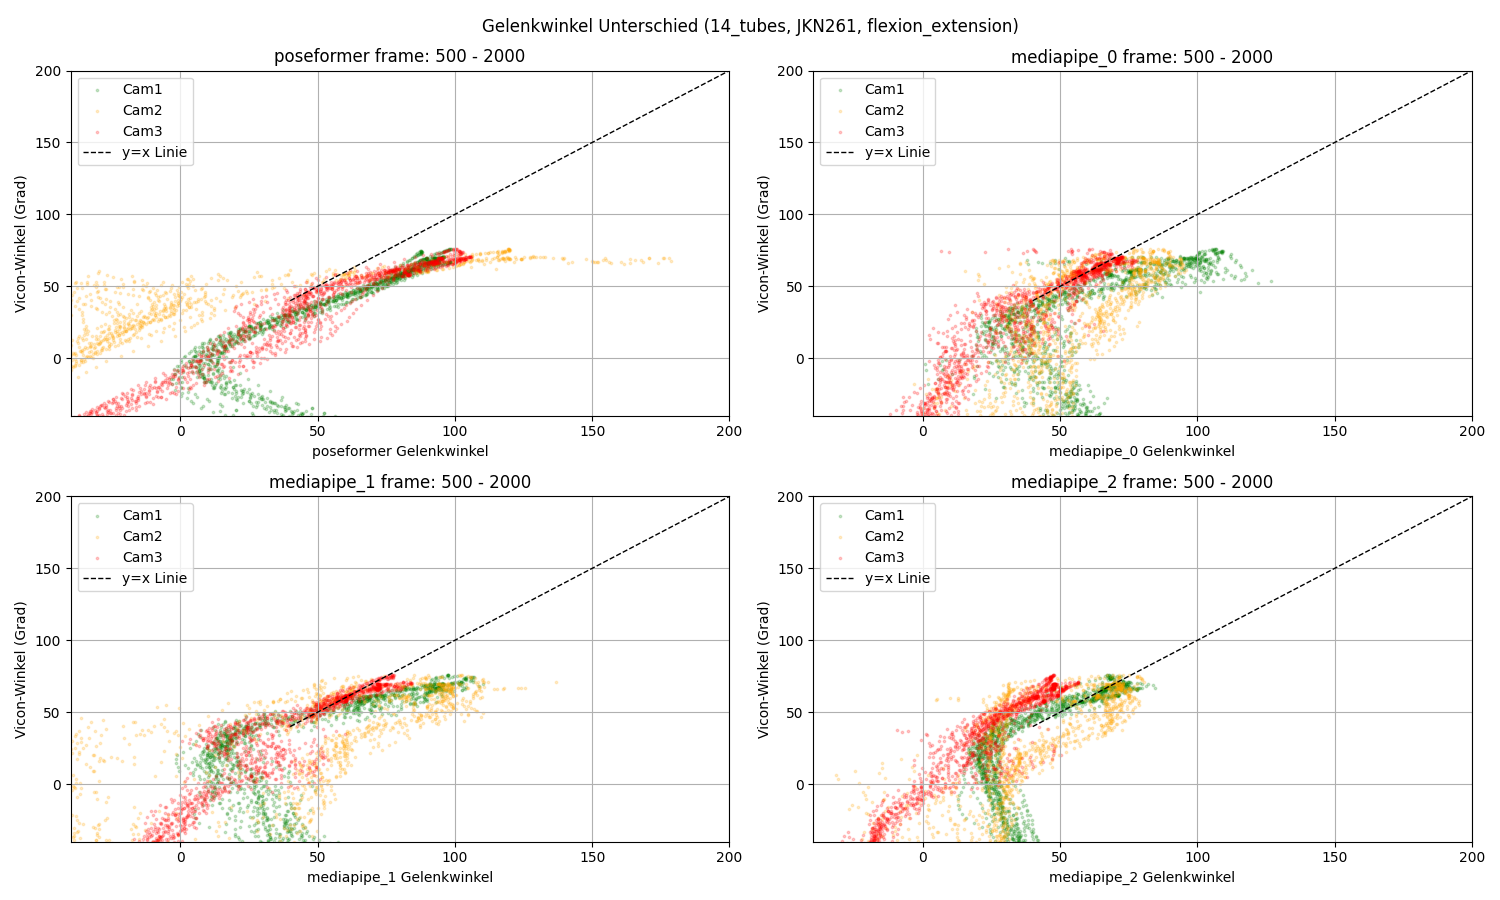 Gelenkwinkel Unterschied (14_tubes, JKN261, flexion_extension)
poseformer frame: 500 - 2000
Vicon-Winkel (Grad)
200
150
100
50
0
Cam1
Cam2
Cam3
y=x Linie
0 50 100 150 200
poseformer Gelenkwinkel
mediapipe_0 frame: 500 - 2000
Vicon-Winkel (Grad)
200
150
100
50
0
Cam1
Cam2
Cam3
y=x Linie
0 50 100 150 200
mediapipe_0 Gelenkwinkel
mediapipe_1 frame: 500 - 2000
Vicon-Winkel (Grad)
200
150
100
50
0
Cam1
Cam2
Cam3
y=x Linie
0 50 100 150 200
mediapipe_1 Gelenkwinkel
mediapipe_2 frame: 500 - 2000
Vicon-Winkel (Grad)
200
150
100
50
0
Cam1
Cam2
Cam3
y=x Linie
0 50 100 150 200
mediapipe_2 Gelenkwinkel